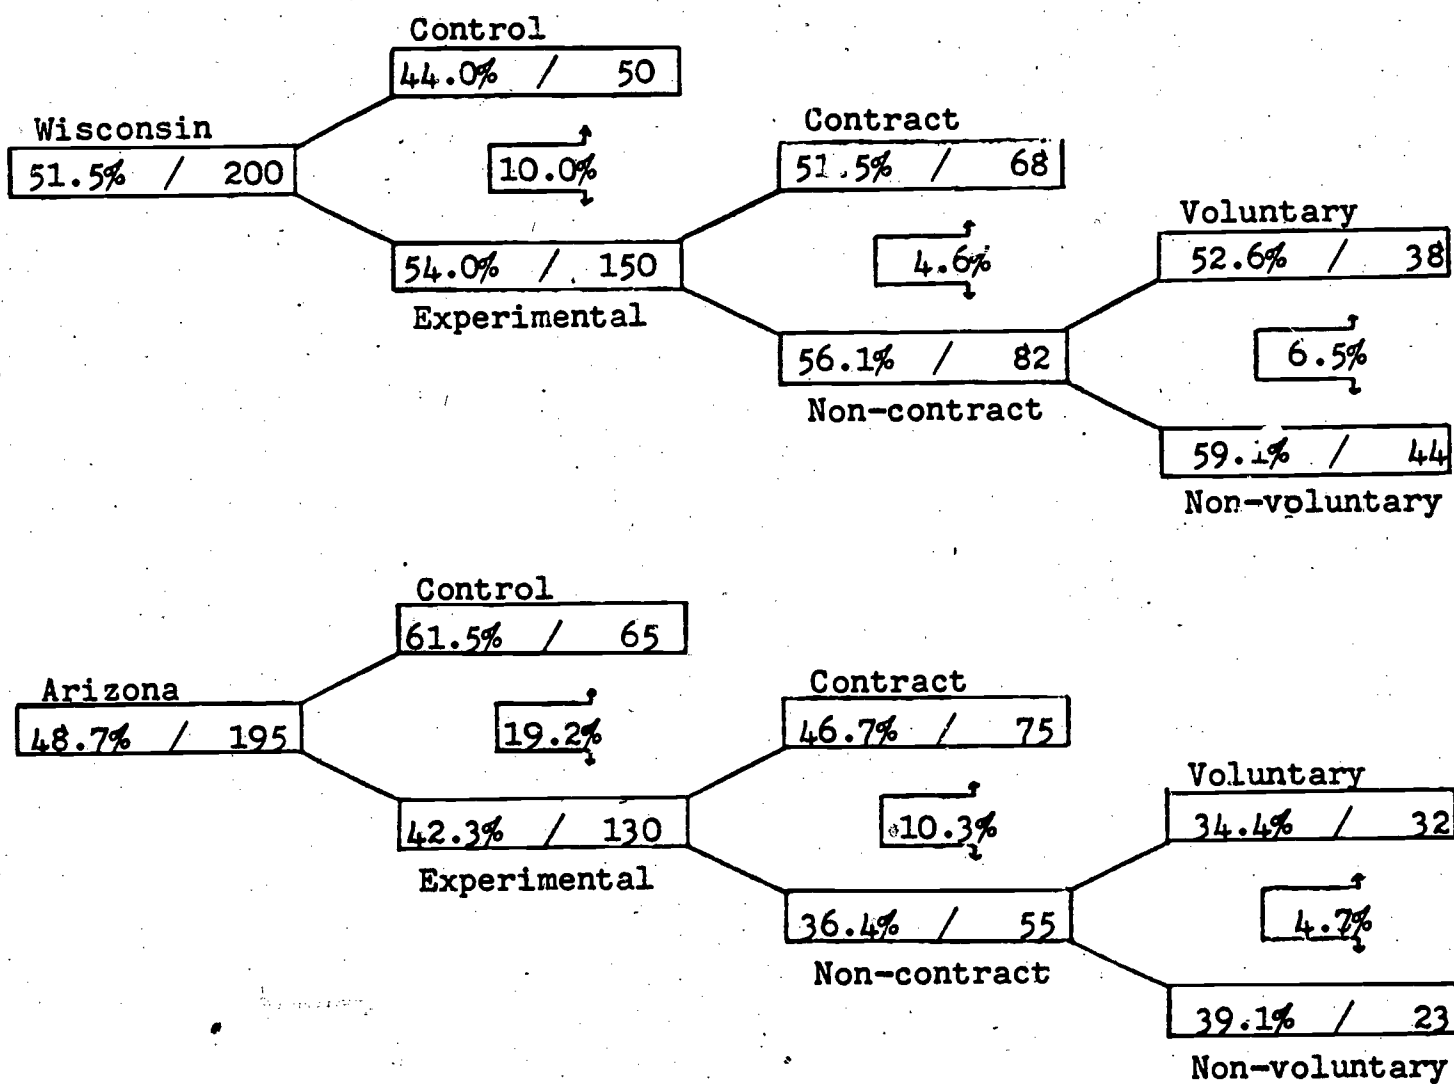 Control
44.0% / 50
Wisconsin
51.5% / 200
10.0%
Contract
51.5% / 68
54.0% / 150
Experimental
4.6%
Voluntary
52.6% / 38
56.1% / 82
Non-contract
6.5%
59.1% / 44
Non-voluntary
Control
61.5% / 65
Arizona
48.7% / 195
19.2%
Contract
46.7% / 75
42.3% / 130
Experimental
10.3%
Voluntary
34.4% / 32
36.4% / 55
Non-contract
4.7%
39.1% / 23
Non-voluntary